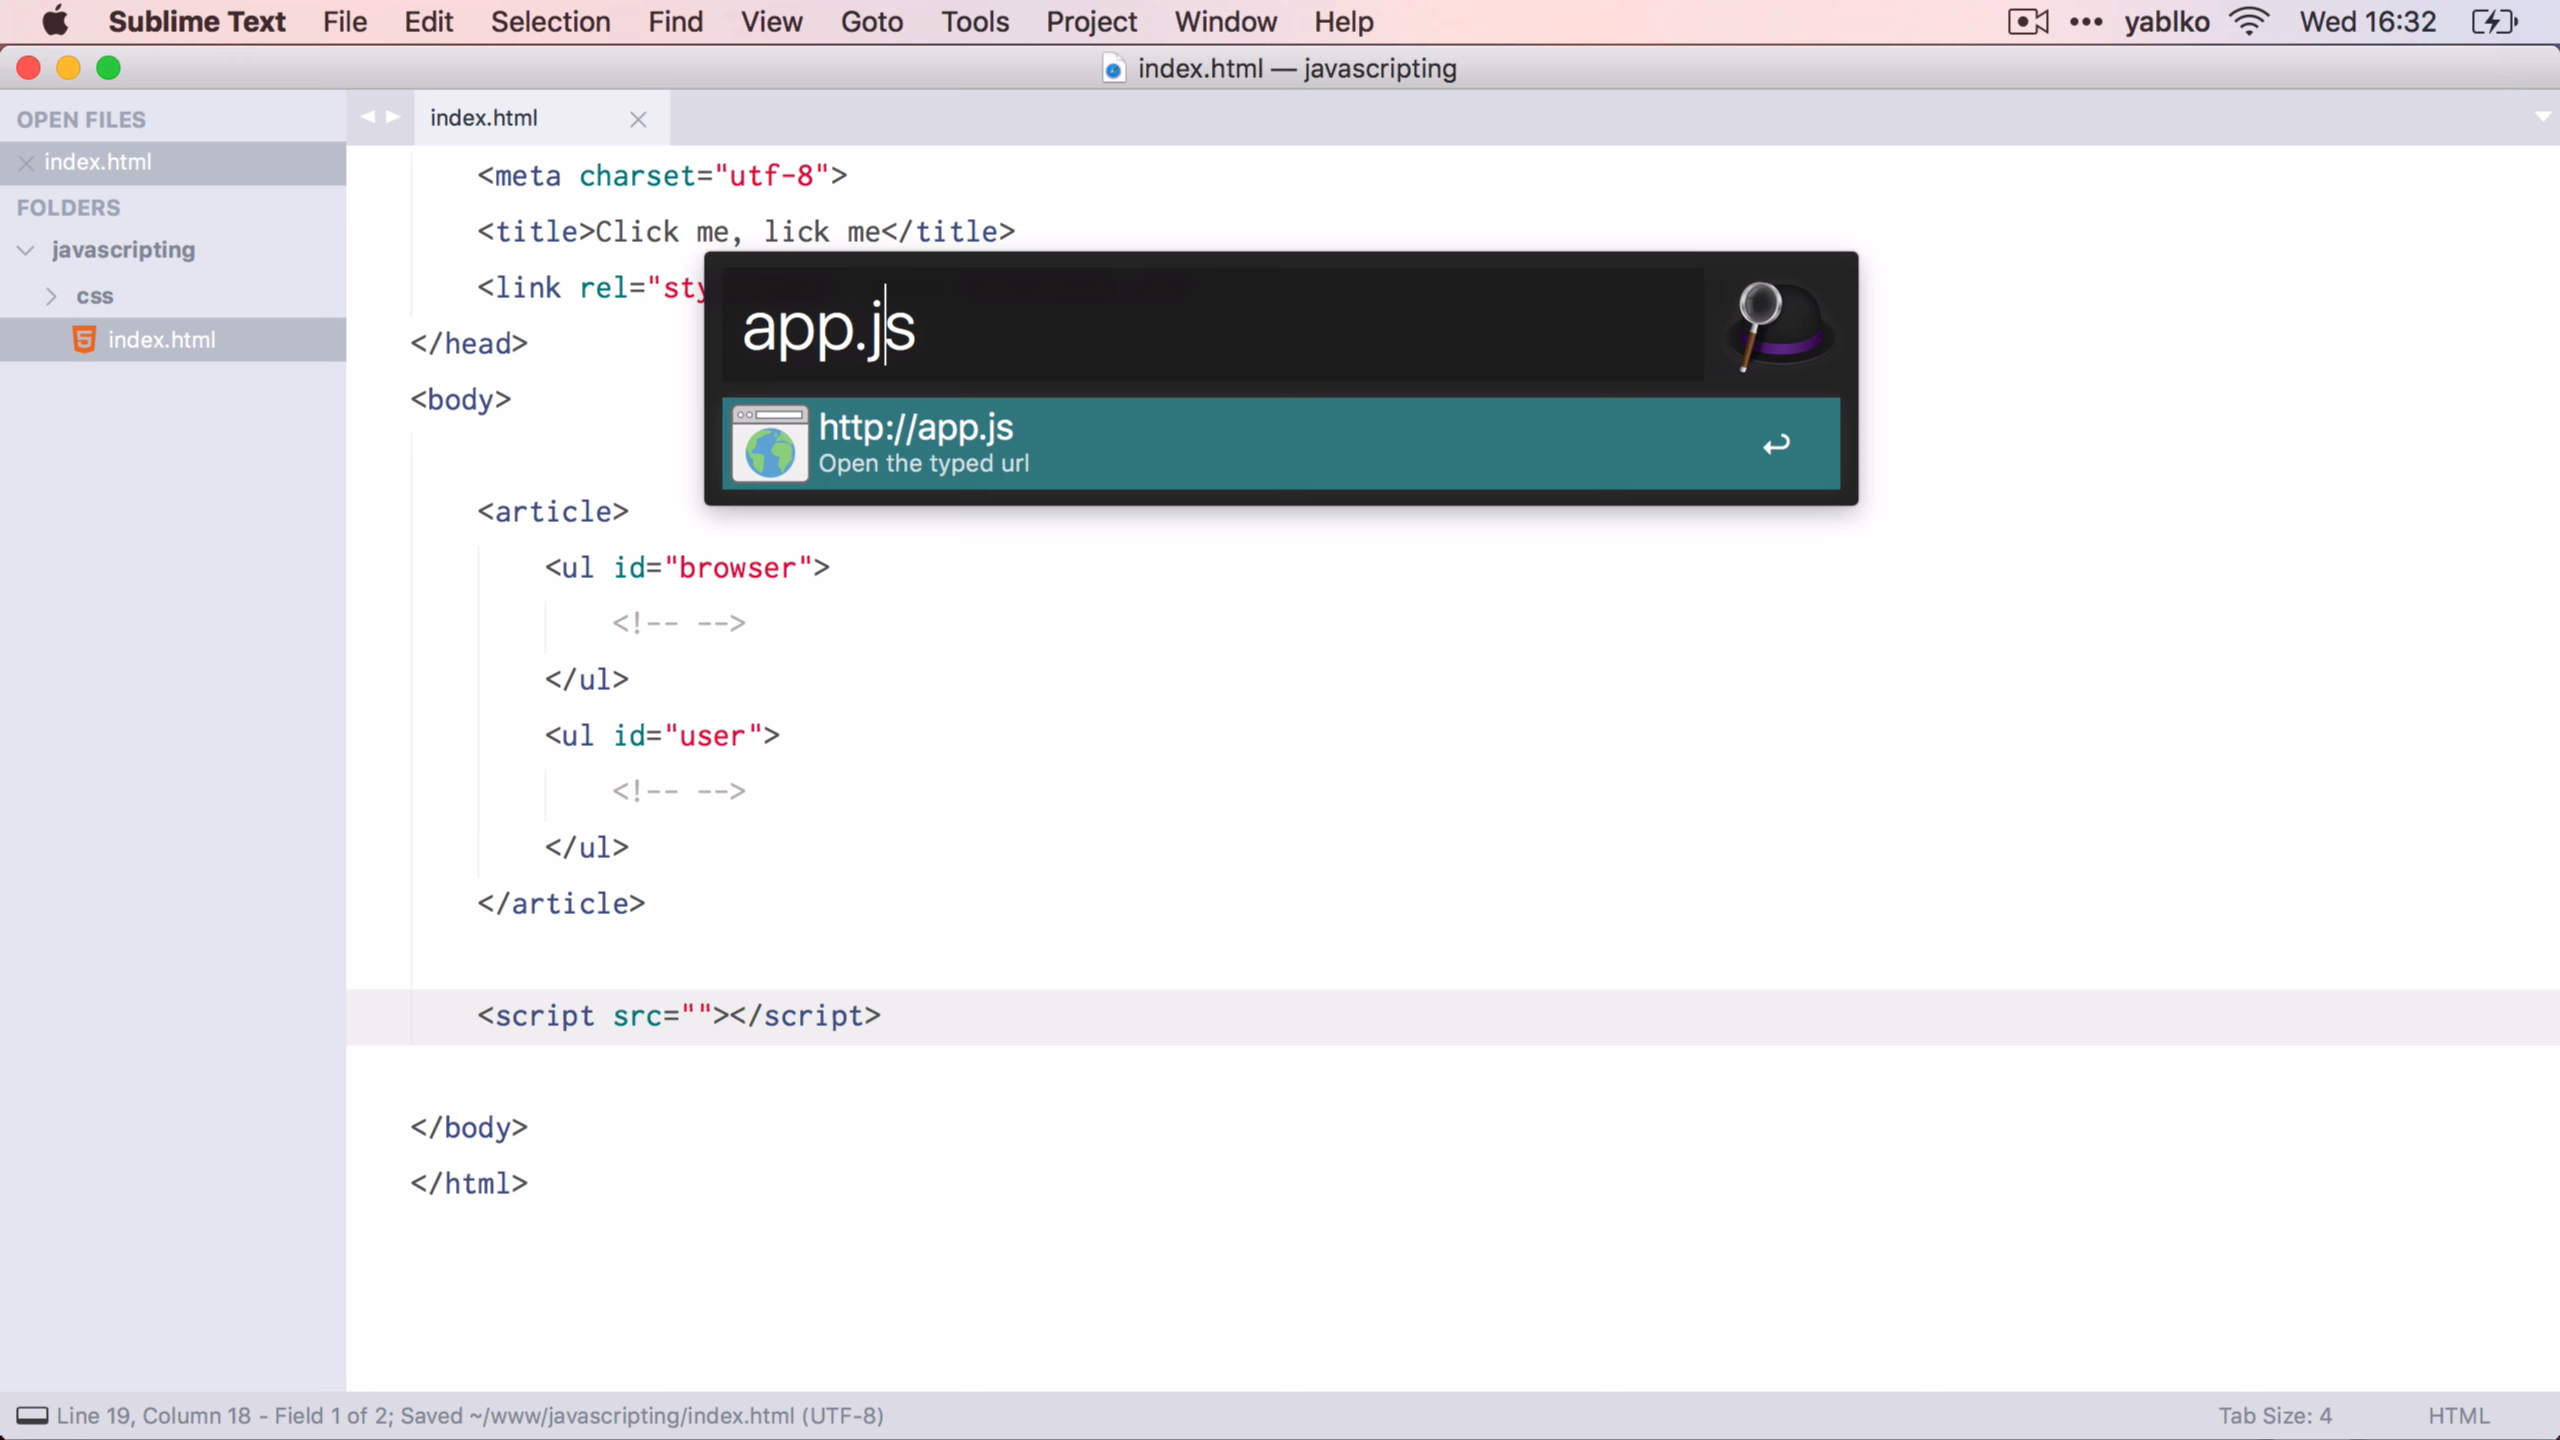 Sublime Text File Edit Selection Find View Goto Tools Project Window Help ••• yablko Wed 16:32
index.html — javascripting
OPEN FILES
index.html
FOLDERS
javascripting
css
index.html
index.html
<meta charset="utf-8">
<title>Click me, lick me</title>
<link rel="sty
</head>
<body>
app.js
http://app.js
Open the typed url
<article>
<ul id="browser">
<!-- -->
</ul>
<ul id="user">
<!-- -->
</ul>
</article>
<script src=""></script>
</body>
</html>
Line 19, Column 18 - Field 1 of 2; Saved ~/www/javascripting/index.html (UTF-8) Tab Size: 4 HTML